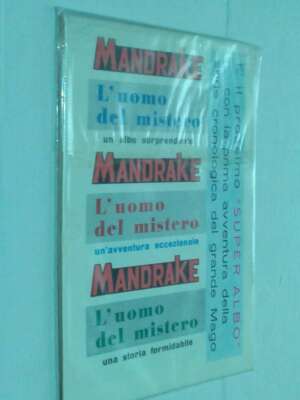 MANDRAKE
L'uomo
del mistero
un albo sorprendente
MANDRAKE
L'uomo
del mistero
un'avventura eccezionale
MANDRAKE
L'uomo
del mistero
una storia formidabile
È il prossimo "SUPER ALBO"
con la prima avventura della
serie cronologica del grande Mago